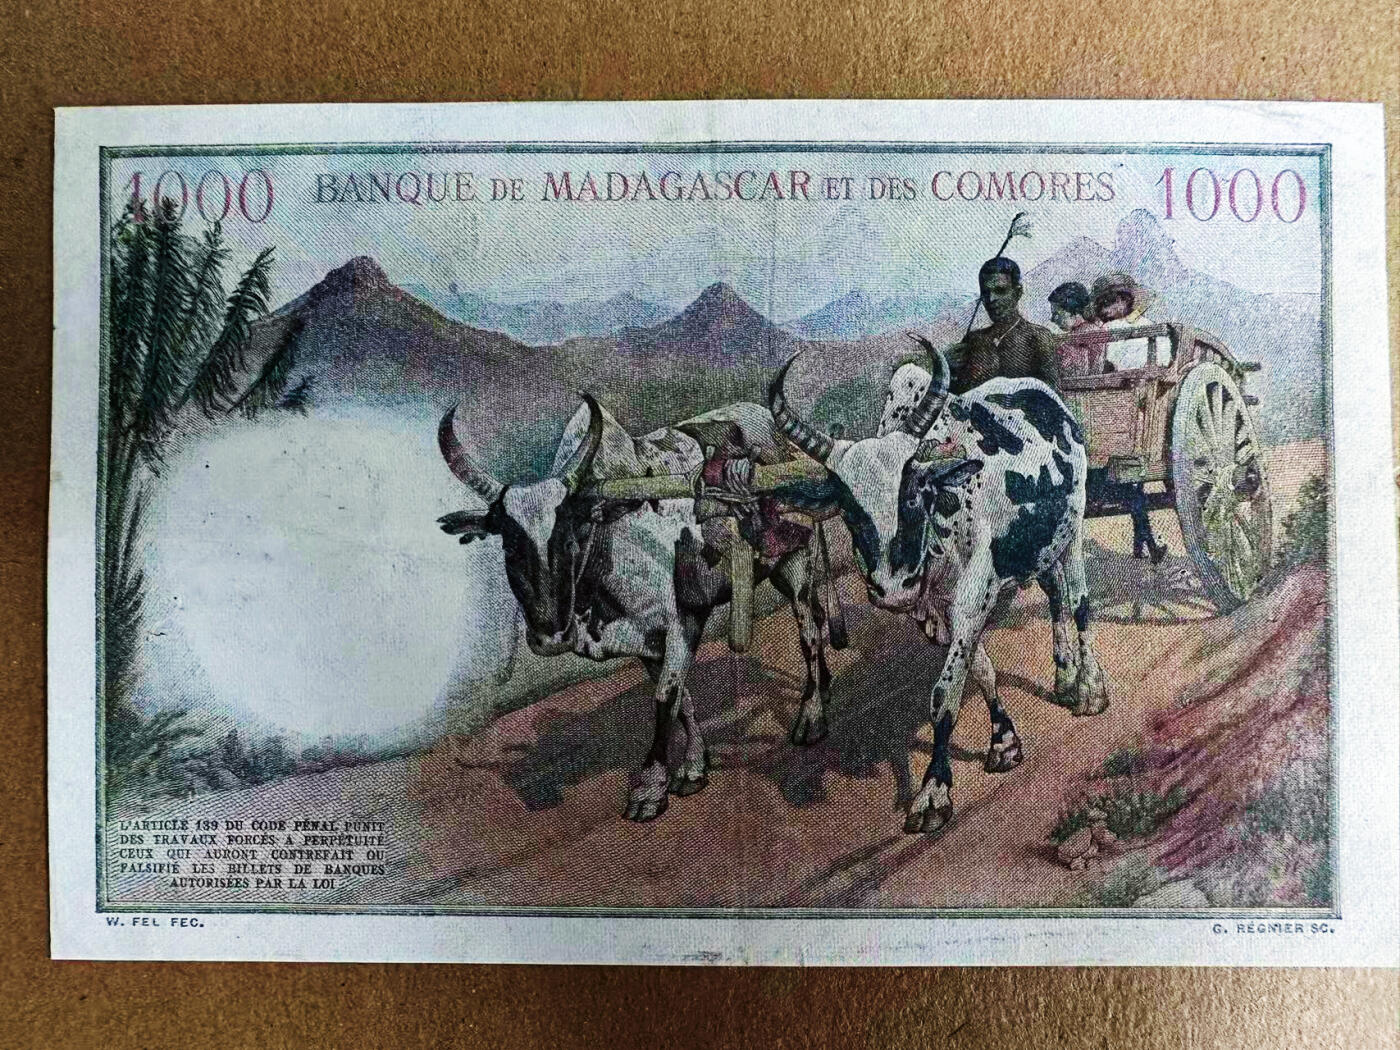 1000 BANQUE DE MADAGASCAR ET DES COMORES 1000
L'ARTICLE 139 DU CODE PÉNAL PUNIT
DES TRAVAUX FORCÉS A PERPÉTUITÉ
CEUX QUI AURONT CONTREFAIT OU
FALSIFIÉ LES BILLETS DE BANQUES
AUTORISÉES PAR LA LOI
W. FEL FEC.
G. REGNIER SC.